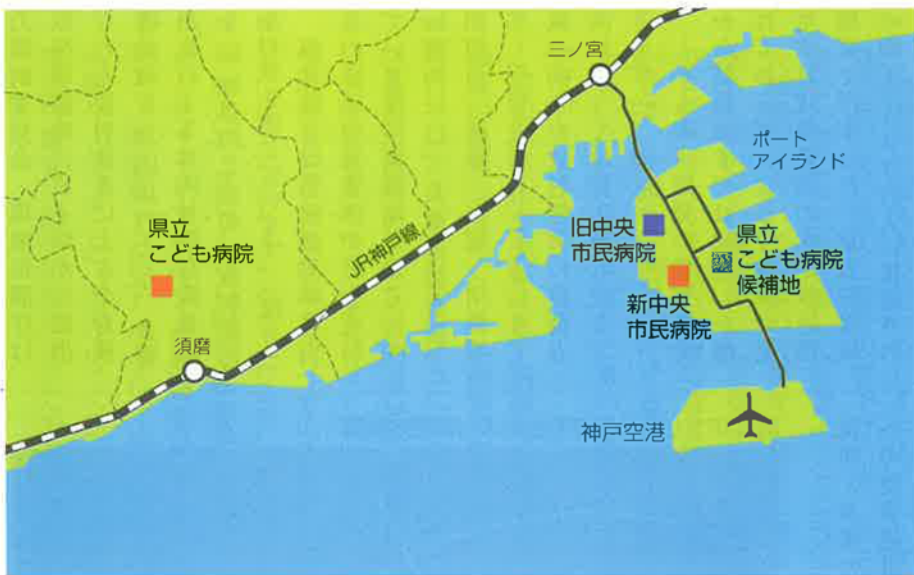 三ノ宮
ポート
アイランド
県立
こども病院
JR神戸線
旧中央
市民病院
県立
こども病院
候補地
新中央
市民病院
須磨
神戸空港